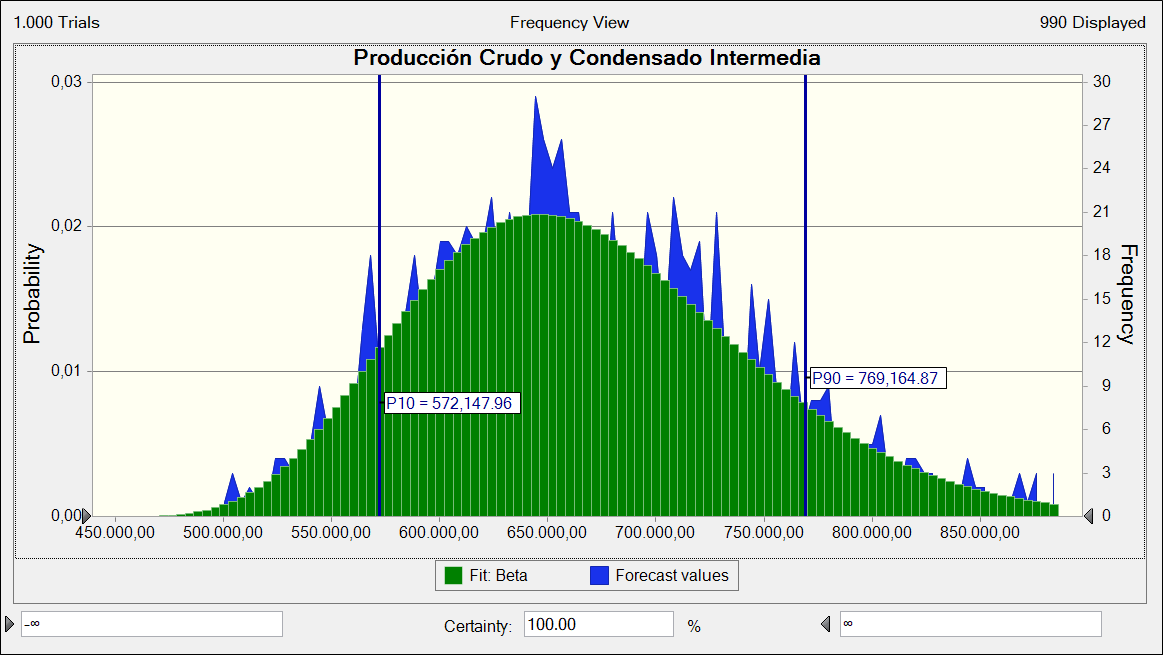 1.000 Trials
Frequency View
990 Displayed
Producción Crudo y Condensado Intermedia
Probability
0,03
0,02
0,01
0,00
30
27
24
21
18
15
12
9
6
3
0
Frequency
P10 = 572,147.96
P90 = 769,164.87
450.000,00 500.000,00 550.000,00 600.000,00 650.000,00 700.000,00 750.000,00 800.000,00 850.000,00
Fit: Beta
Forecast values
-∞
Certainty: 100.00 %
∞